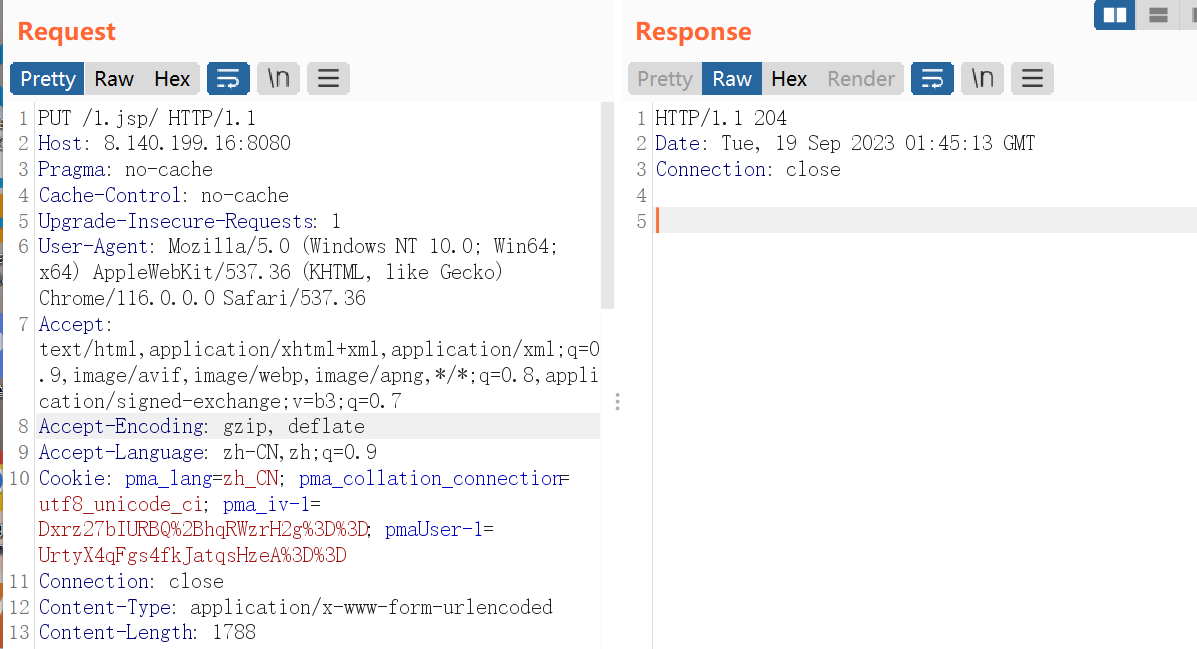 Request
Response
Pretty Raw Hex \n
Pretty Raw Hex Render \n
1 PUT /1.jsp/ HTTP/1.1
2 Host: 8.140.199.16:8080
3 Pragma: no-cache
4 Cache-Control: no-cache
5 Upgrade-Insecure-Requests: 1
6 User-Agent: Mozilla/5.0 (Windows NT 10.0; Win64;
x64) AppleWebKit/537.36 (KHTML, like Gecko)
Chrome/116.0.0.0 Safari/537.36
7 Accept:
text/html,application/xhtml+xml,application/xml;q=0
.9,image/avif,image/webp,image/apng,*/*;q=0.8,appli
cation/signed-exchange;v=b3;q=0.7
8 Accept-Encoding: gzip, deflate
9 Accept-Language: zh-CN,zh;q=0.9
10 Cookie: pma_lang=zh_CN; pma_collation_connection=
utf8_unicode_ci; pma_iv-1=
Dxrz27bIURBQ%2BhqRWzrH2g%3D%3D; pmaUser-1=
UrtyX4qFgs4fkJatqsHzeA%3D%3D
11 Connection: close
12 Content-Type: application/x-www-form-urlencoded
13 Content-Length: 1788
1 HTTP/1.1 204
2 Date: Tue, 19 Sep 2023 01:45:13 GMT
3 Connection: close
4
5